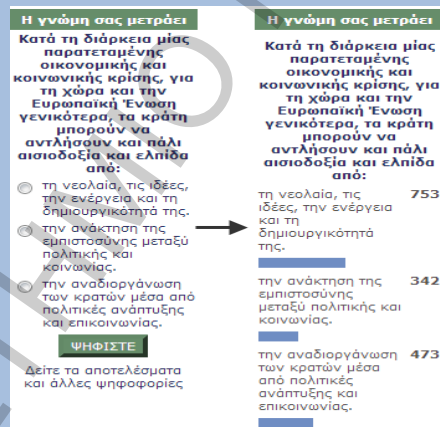 Η γνώμη σας μετράει
Κατά τη διάρκεια μίας
παρατεταμένης
οικονομικής και
κοινωνικής κρίσης, για
τη χώρα και την
Ευρωπαϊκή Ένωση
γενικότερα, τα κράτη
μπορούν να
αντλήσουν και πάλι
αισιοδοξία και ελπίδα
από:
τη νεολαία, τις ιδέες,
την ενέργεια και τη
δημιουργικότητά της.
την ανάκτηση της
εμπιστοσύνης μεταξύ
πολιτικής και
κοινωνίας.
την αναδιοργάνωση
των κρατών μέσα από
πολιτικές ανάπτυξης
και επικοινωνίας.
ΨΗΦΙΣΤΕ
Δείτε τα αποτελέσματα
και άλλες ψηφοφορίες
Η γνώμη σας μετράει
Κατά τη διάρκεια μίας
παρατεταμένης
οικονομικής και
κοινωνικής κρίσης, για
τη χώρα και την
Ευρωπαϊκή Ένωση
γενικότερα, τα κράτη
μπορούν να
αντλήσουν και πάλι
αισιοδοξία και ελπίδα
από:
τη νεολαία, τις 753
ιδέες, την ενέργεια
και τη
δημιουργικότητά
της.
την ανάκτηση της 342
εμπιστοσύνης
μεταξύ πολιτικής και
κοινωνίας.
την αναδιοργάνωση 473
των κρατών μέσα
από πολιτικές
ανάπτυξης και
επικοινωνίας.